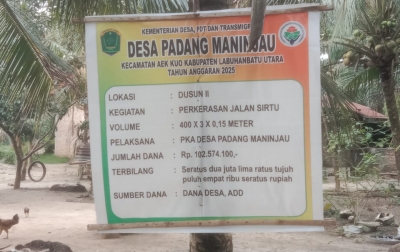 KEMENTERIAN DESA, PDT DAN TRANSMIGRASI
DESA PADANG MANINJAU
KECAMATAN AEK KUO KABUPATEN LABUHANBATU UTARA
TAHUN ANGGARAN 2025
LOKASI : DUSUN II
KEGIATAN : PERKERASAN JALAN SIRTU
VOLUME : 400 X 3 X 0,15 METER
PELAKSANA : PKA DESA PADANG MANINJAU
JUMLAH DANA : Rp. 102.574.100,-
TERBILANG : Seratus dua juta lima ratus tujuh
puluh empat ribu seratus rupiah
SUMBER DANA : DANA DESA, ADD